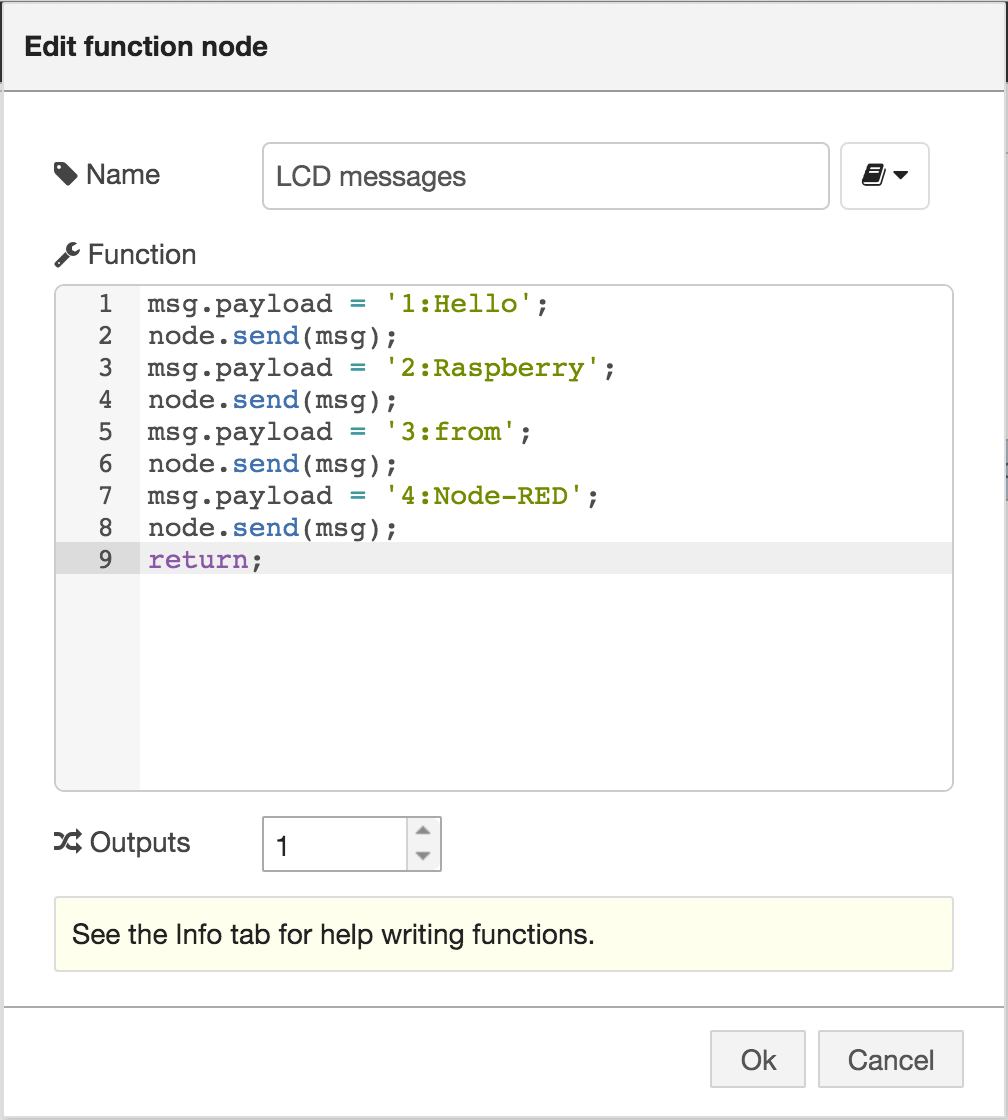 Edit function node
Name
LCD messages
Function
1 msg.payload = '1:Hello';
2 node.send(msg);
3 msg.payload = '2:Raspberry';
4 node.send(msg);
5 msg.payload = '3:from';
6 node.send(msg);
7 msg.payload = '4:Node-RED';
8 node.send(msg);
9 return;
Outputs
1
See the Info tab for help writing functions.
Ok
Cancel